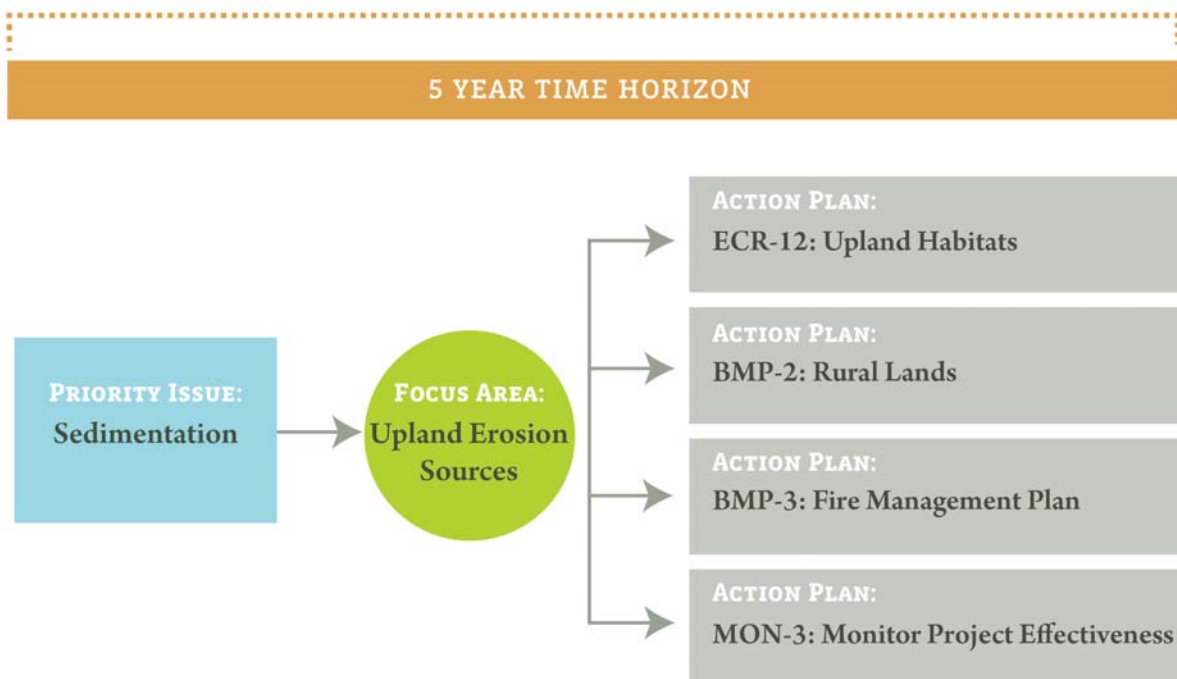 5 YEAR TIME HORIZON
PRIORITY ISSUE:
Sedimentation
FOCUS AREA:
Upland Erosion
Sources
ACTION PLAN:
ECR-12: Upland Habitats
ACTION PLAN:
BMP-2: Rural Lands
ACTION PLAN:
BMP-3: Fire Management Plan
ACTION PLAN:
MON-3: Monitor Project Effectiveness